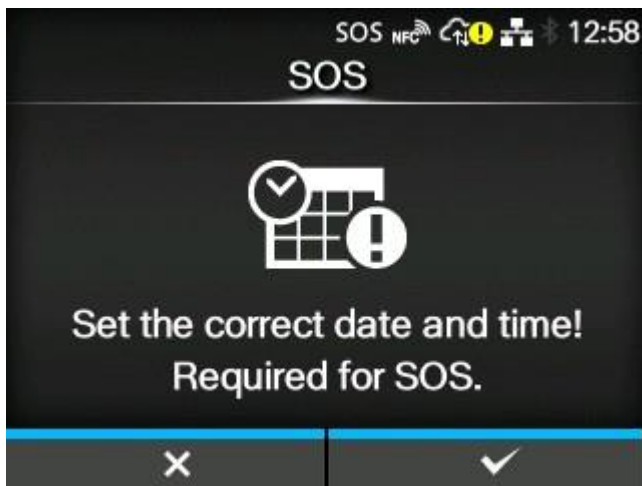 SOS NFC 12:58
SOS
Set the correct date and time!
Required for SOS.